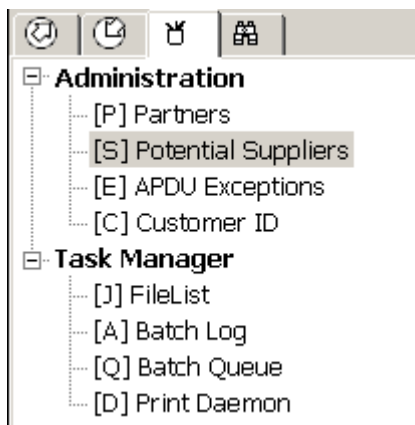 Administration
[P] Partners
[S] Potential Suppliers
[E] APDU Exceptions
[C] Customer ID
Task Manager
[J] FileList
[A] Batch Log
[Q] Batch Queue
[D] Print Daemon